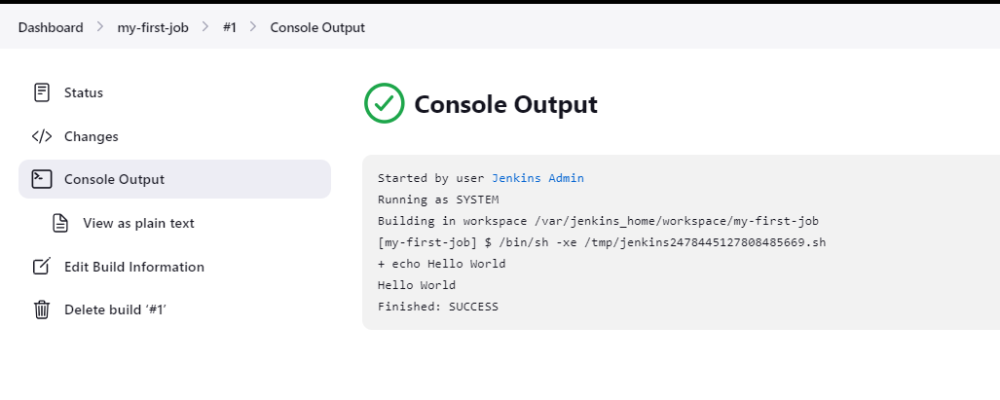 Dashboard > my-first-job > #1 > Console Output
Status
Changes
Console Output
View as plain text
Edit Build Information
Delete build ‘#1’
Console Output
Started by user Jenkins Admin
Running as SYSTEM
Building in workspace /var/jenkins_home/workspace/my-first-job
[my-first-job] $ /bin/sh -xe /tmp/jenkins2478445127808485669.sh
+ echo Hello World
Hello World
Finished: SUCCESS